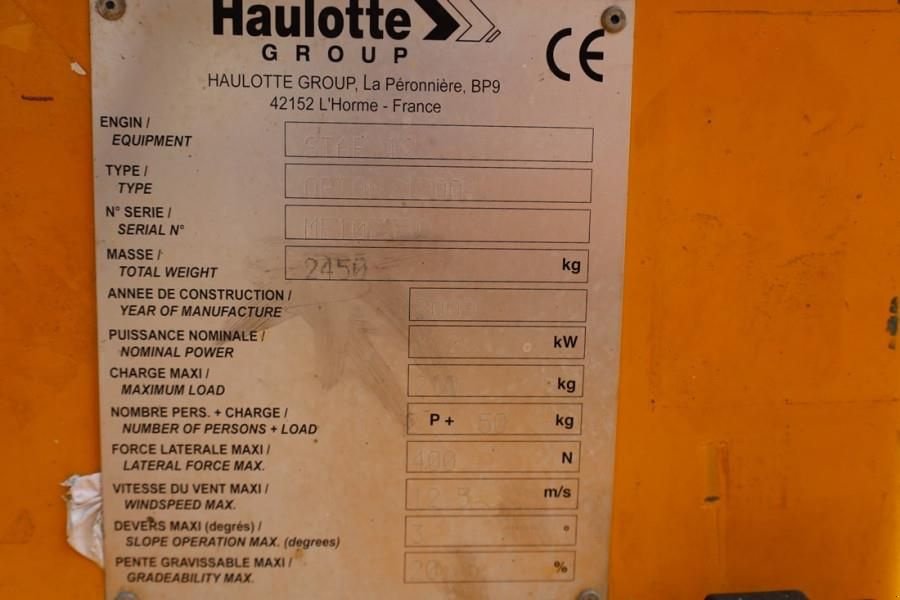 Haulotte
GROUP
CE
HAULOTTE GROUP, La Péronnière, BP9
42152 L'Horme - France
ENGIN /
EQUIPMENT
TYPE /
TYPE
N° SERIE /
SERIAL N°
MASSE /
TOTAL WEIGHT
2450 kg
ANNEE DE CONSTRUCTION /
YEAR OF MANUFACTURE
PUISSANCE NOMINALE /
NOMINAL POWER
kW
CHARGE MAXI /
MAXIMUM LOAD
kg
NOMBRE PERS. + CHARGE /
NUMBER OF PERSONS + LOAD
P + 50 kg
FORCE LATERALE MAXI /
LATERAL FORCE MAX.
400 N
VITESSE DU VENT MAXI /
WINDSPEED MAX.
12.5 m/s
DEVERS MAXI (degrés) /
SLOPE OPERATION MAX. (degrees)
3 °
PENTE GRAVISSABLE MAXI /
GRADEABILITY MAX.
%